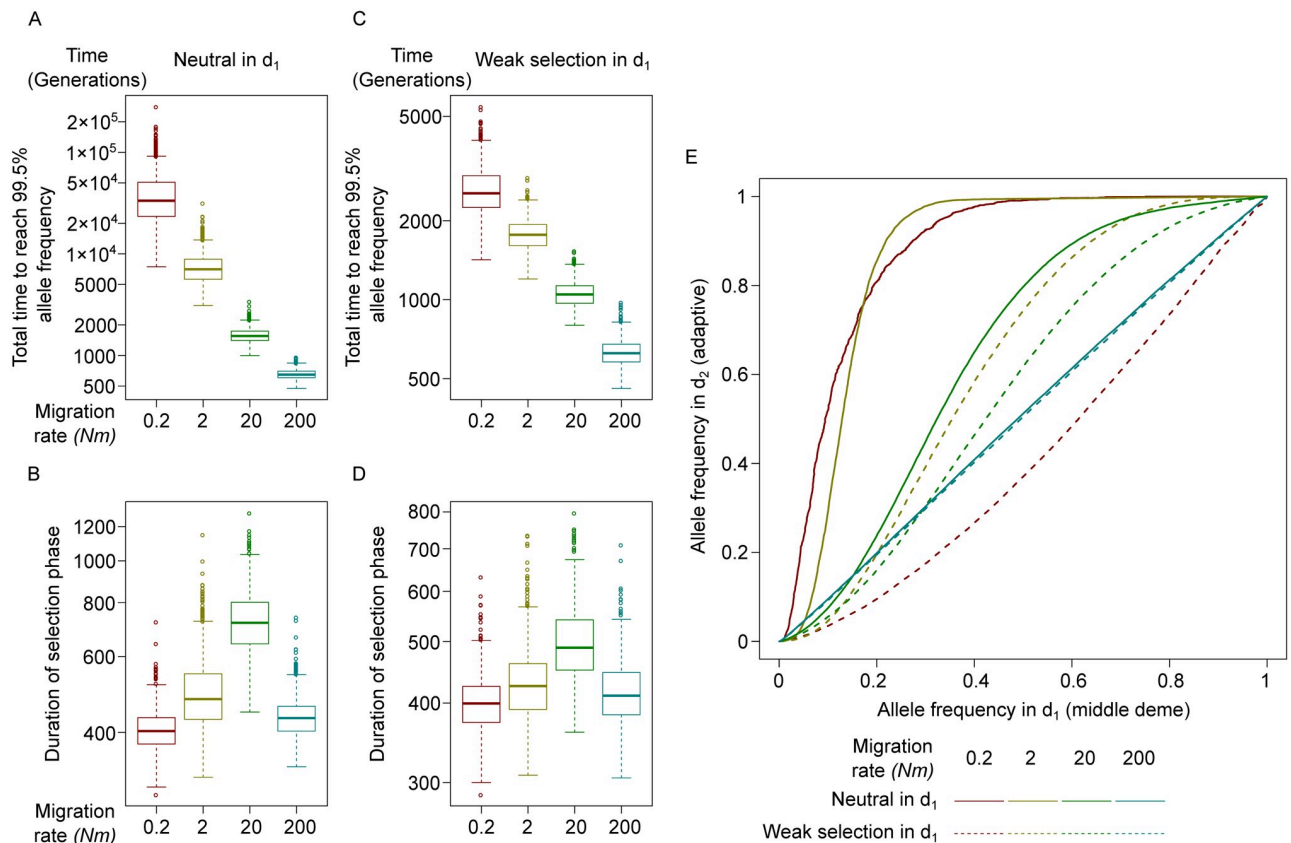 A
Time
(Generations)
Neutral in d₁
Total time to reach 99.5%
allele frequency
2×10⁵
1×10⁵
5×10⁴
2×10⁴
1×10⁴
5000
2000
1000
500
Migration
rate (Nm)
0.2 2 20 200
B
Duration of selection phase
1200
1000
800
600
400
Migration
rate (Nm)
0.2 2 20 200
C
Time
(Generations)
Weak selection in d₁
Total time to reach 99.5%
allele frequency
5000
2000
1000
500
0.2 2 20 200
D
Duration of selection phase
800
700
600
500
400
300
0.2 2 20 200
E
Allele frequency in d₂ (adaptive)
1
0.8
0.6
0.4
0.2
0
0 0.2 0.4 0.6 0.8 1
Allele frequency in d₁ (middle deme)
Migration
rate (Nm)
0.2 2 20 200
Neutral in d₁
Weak selection in d₁